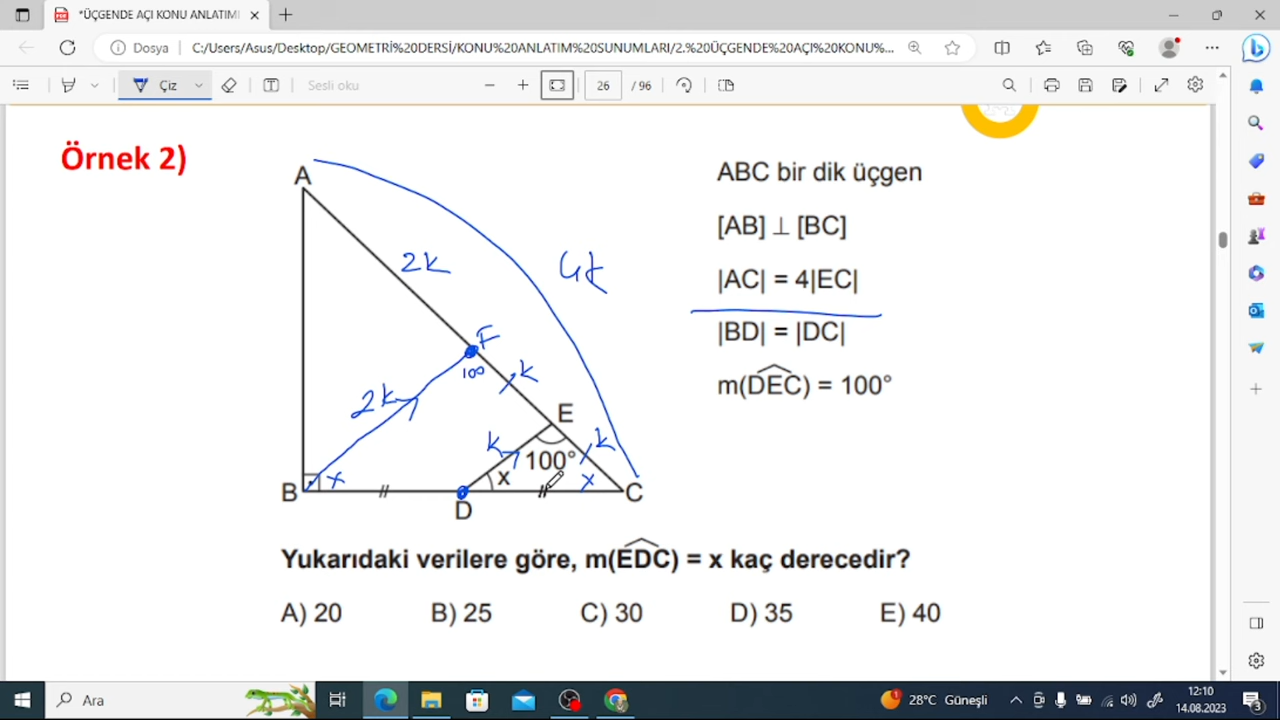 *ÜÇGENDE AÇI KONU ANLATIMI
Dosya
C:/Users/Asus/Desktop/GEOMETRİ%20DERSİ/KONU%20ANLATIM%20SUNUMLARI/2.%20ÜÇGENDE%20AÇI%20KONU%...
Çiz
Sesli oku
26 / 96
Örnek 2)
A
2K
4k
F
100
K
2K
E
K
K
100°
x
x
x
B
D
C
ABC bir dik üçgen
[AB] ⊥ [BC]
|AC| = 4|EC|
|BD| = |DC|
m(DEC) = 100°
Yukarıdaki verilere göre, m(EDC) = x kaç derecedir?
A) 20 B) 25 C) 30 D) 35 E) 40
Ara
1
28°C Güneşli
12:10
14.08.2023
3